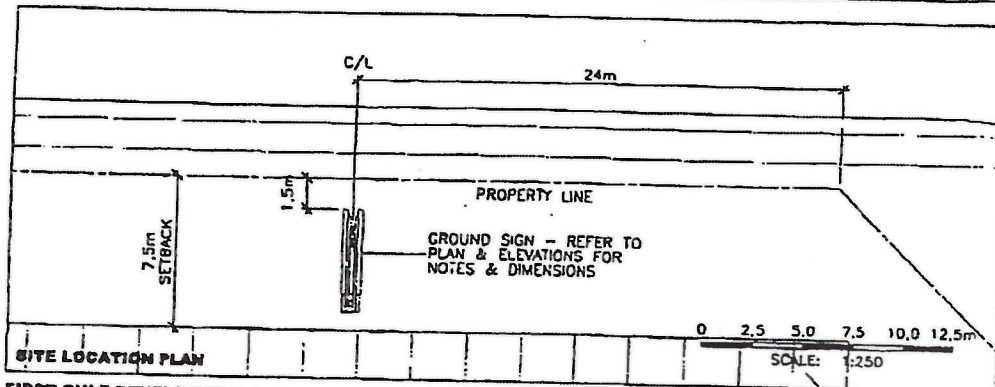 C/L
24m
1.5m
PROPERTY LINE
7.5m
SETBACK
GROUND SIGN - REFER TO
PLAN & ELEVATIONS FOR
NOTES & DIMENSIONS
0 2.5 5.0 7.5 10.0 12.5m
SCALE: 1:250
SITE LOCATION PLAN